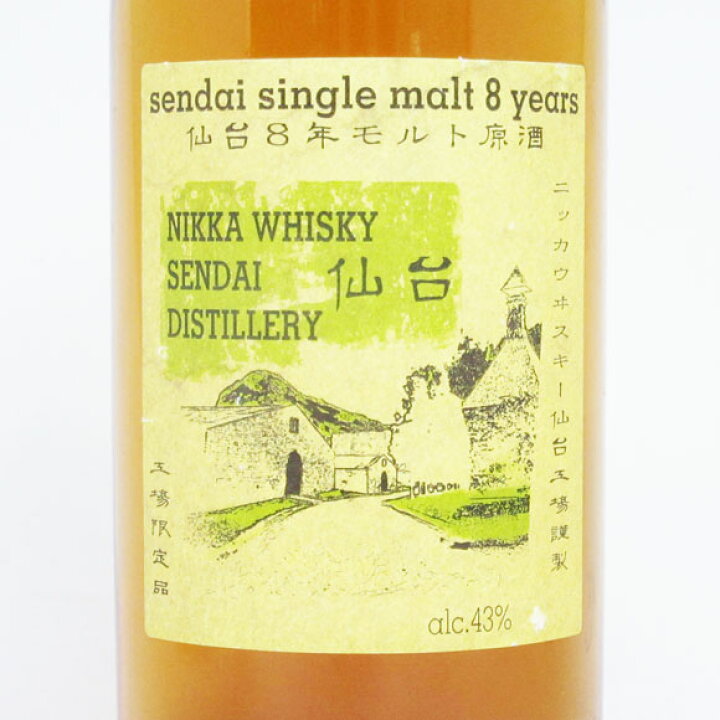 sendai single malt 8 years
仙台8年モルト原酒
NIKKA WHISKY
SENDAI 仙台
DISTILLERY
ニッカウヰスキー仙台工場謹製
工場限定品
alc.43%